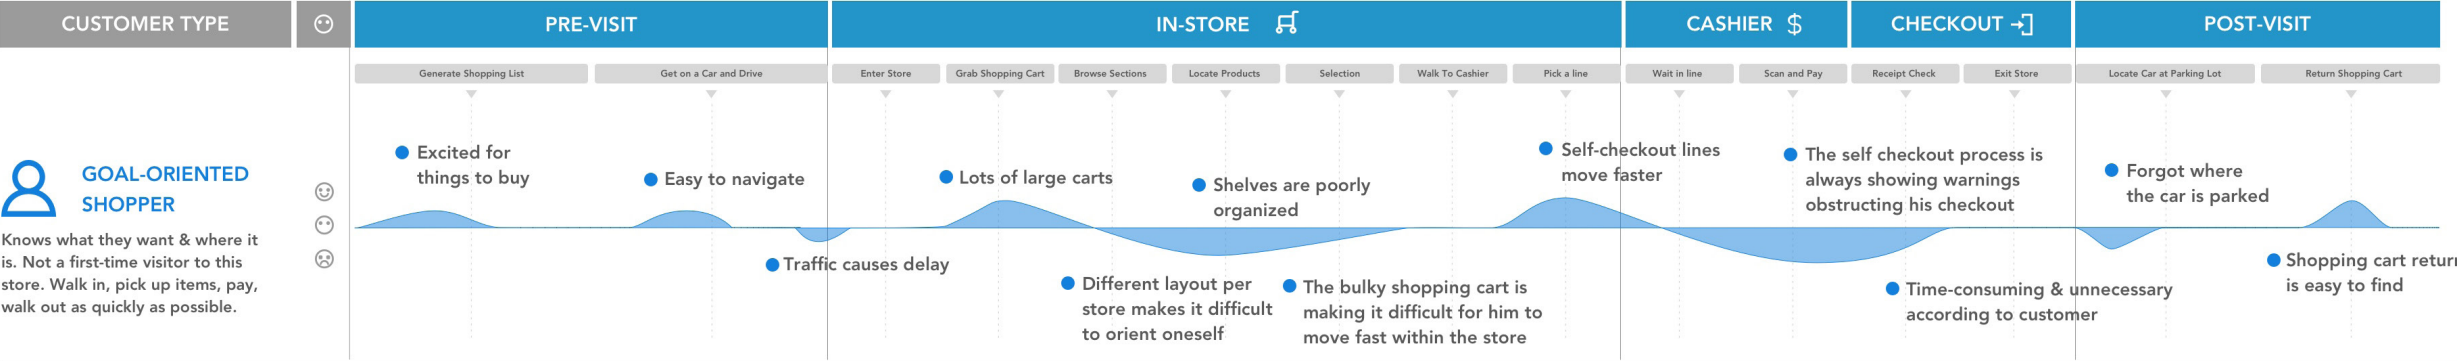 CUSTOMER TYPE
PRE-VISIT
IN-STORE
CASHIER $
CHECKOUT
POST-VISIT
Generate Shopping List
Get on a Car and Drive
Enter Store
Grab Shopping Cart
Browse Sections
Locate Products
Selection
Walk To Cashier
Pick a line
Wait in line
Scan and Pay
Receipt Check
Exit Store
Locate Car at Parking Lot
Return Shopping Cart
GOAL-ORIENTED
SHOPPER
Knows what they want & where it
is. Not a first-time visitor to this
store. Walk in, pick up items, pay,
walk out as quickly as possible.
Excited for
things to buy
Easy to navigate
Traffic causes delay
Lots of large carts
Different layout per
store makes it difficult
to orient oneself
Shelves are poorly
organized
The bulky shopping cart is
making it difficult for him to
move fast within the store
Self-checkout lines
move faster
The self checkout process is
always showing warnings
obstructing his checkout
Time-consuming & unnecessary
according to customer
Forgot where
the car is parked
Shopping cart return
is easy to find